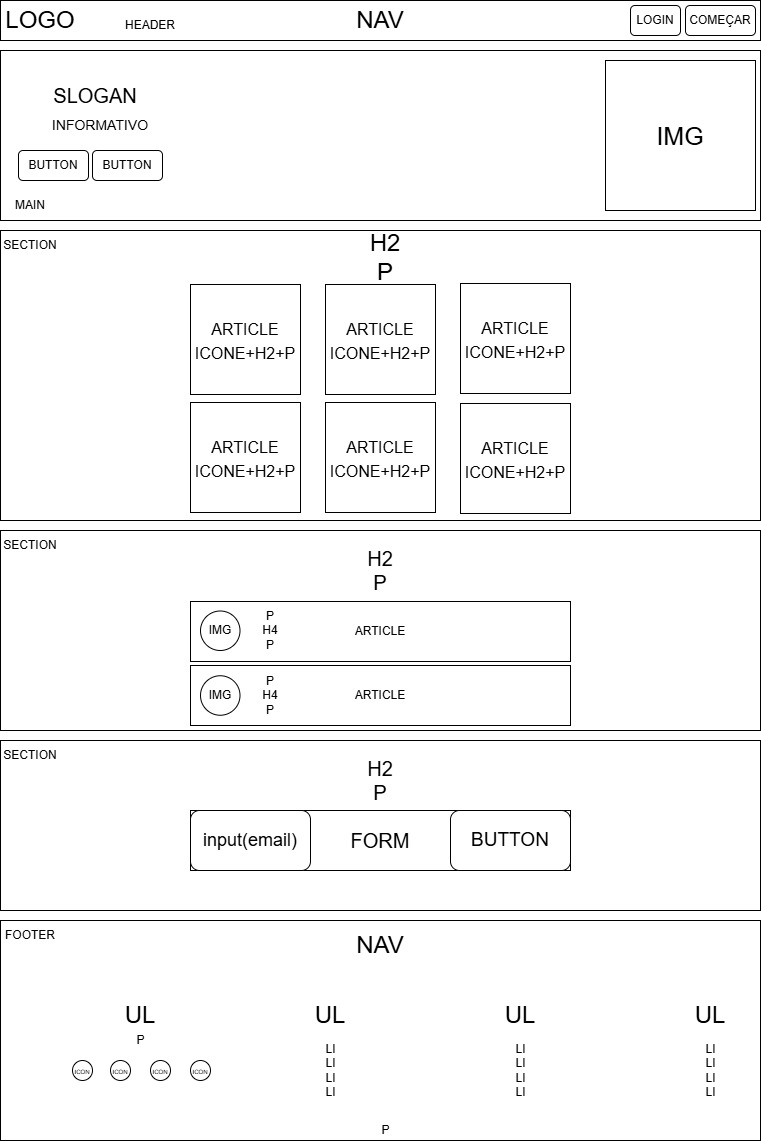 LOGO HEADER NAV LOGIN COMEÇAR
SLOGAN
INFORMATIVO
BUTTON BUTTON
IMG
MAIN
SECTION
H2
P
ARTICLE ARTICLE ARTICLE
ICONE+H2+P ICONE+H2+P ICONE+H2+P
ARTICLE ARTICLE ARTICLE
ICONE+H2+P ICONE+H2+P ICONE+H2+P
SECTION
H2
P
IMG
P
H4
P
ARTICLE
IMG
P
H4
P
ARTICLE
SECTION
H2
P
input(email) FORM BUTTON
FOOTER
NAV
UL UL UL UL
P
ICON ICON ICON ICON
LI LI LI
LI LI LI
LI LI LI
LI LI LI
P